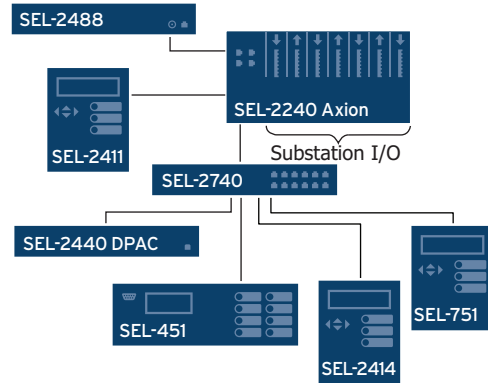 SEL-2488
SEL-2240 Axion
SEL-2411
Substation I/O
SEL-2740
SEL-2440 DPAC
SEL-451
SEL-2414
SEL-751